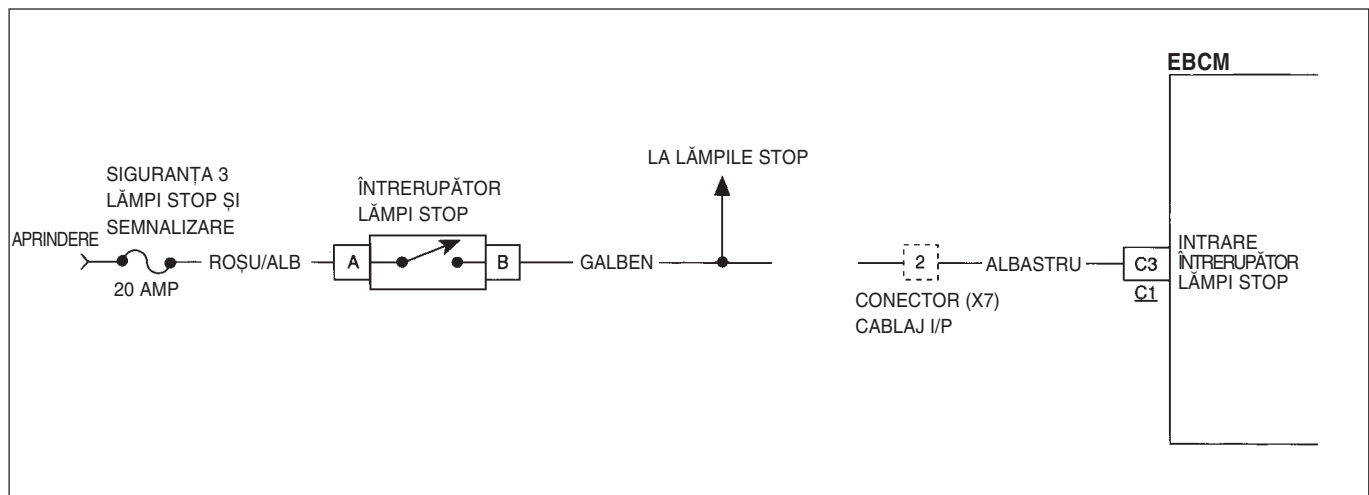 EBCM
LA LĂMPILE STOP
SIGURANȚA 3
LĂMPI STOP ȘI
SEMNALIZARE
ÎNTRERUPĂTOR
LĂMPI STOP
APRINDERE
20 AMP
ROȘU/ALB
A
B
GALBEN
2
ALBASTRU
CONECTOR (X7)
CABLAJ I/P
C3
C1
INTRARE
ÎNTRERUPĂTOR
LĂMPI STOP